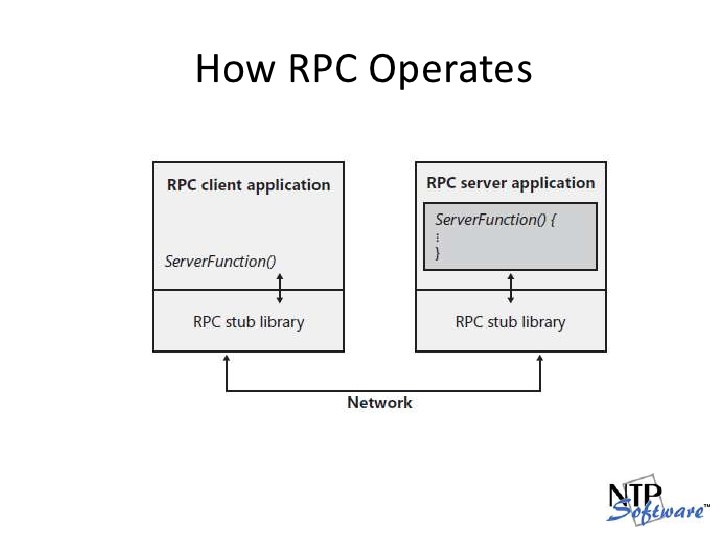 How RPC Operates
RPC client application
ServerFunction()
RPC stub library
RPC server application
ServerFunction() {
⋮
}
RPC stub library
Network
NTP
Software™